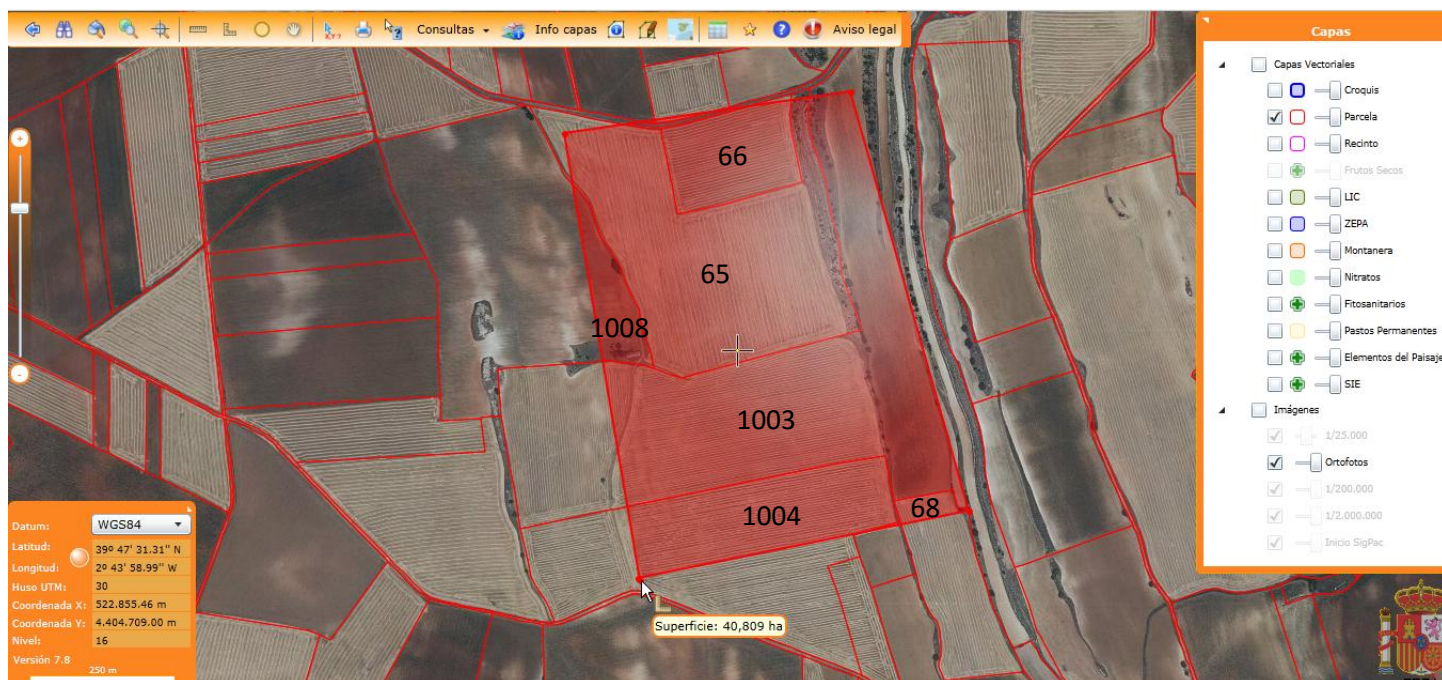 Consultas
Info capas
Aviso legal
X,Y?
Capas
Capas Vectoriales
Croquis
Parcela
Recinto
Frutos Secos
LIC
ZEPA
Montanera
Nitratos
Fitosanitarios
Pastos Permanentes
Elementos del Paisaje
SIE
Imágenes
1/25.000
Ortofotos
1/200.000
1/2.000.000
Inicio SigPac
66
65
1008
1003
1004
68
Superficie: 40,809 ha
Datum: WGS84
Latitud: 39º 47' 31.31" N
Longitud: 2º 43' 58.99" W
Huso UTM: 30
Coordenada X: 522.855.46 m
Coordenada Y: 4.404.709.00 m
Nivel: 16
Versión 7.8
250 m